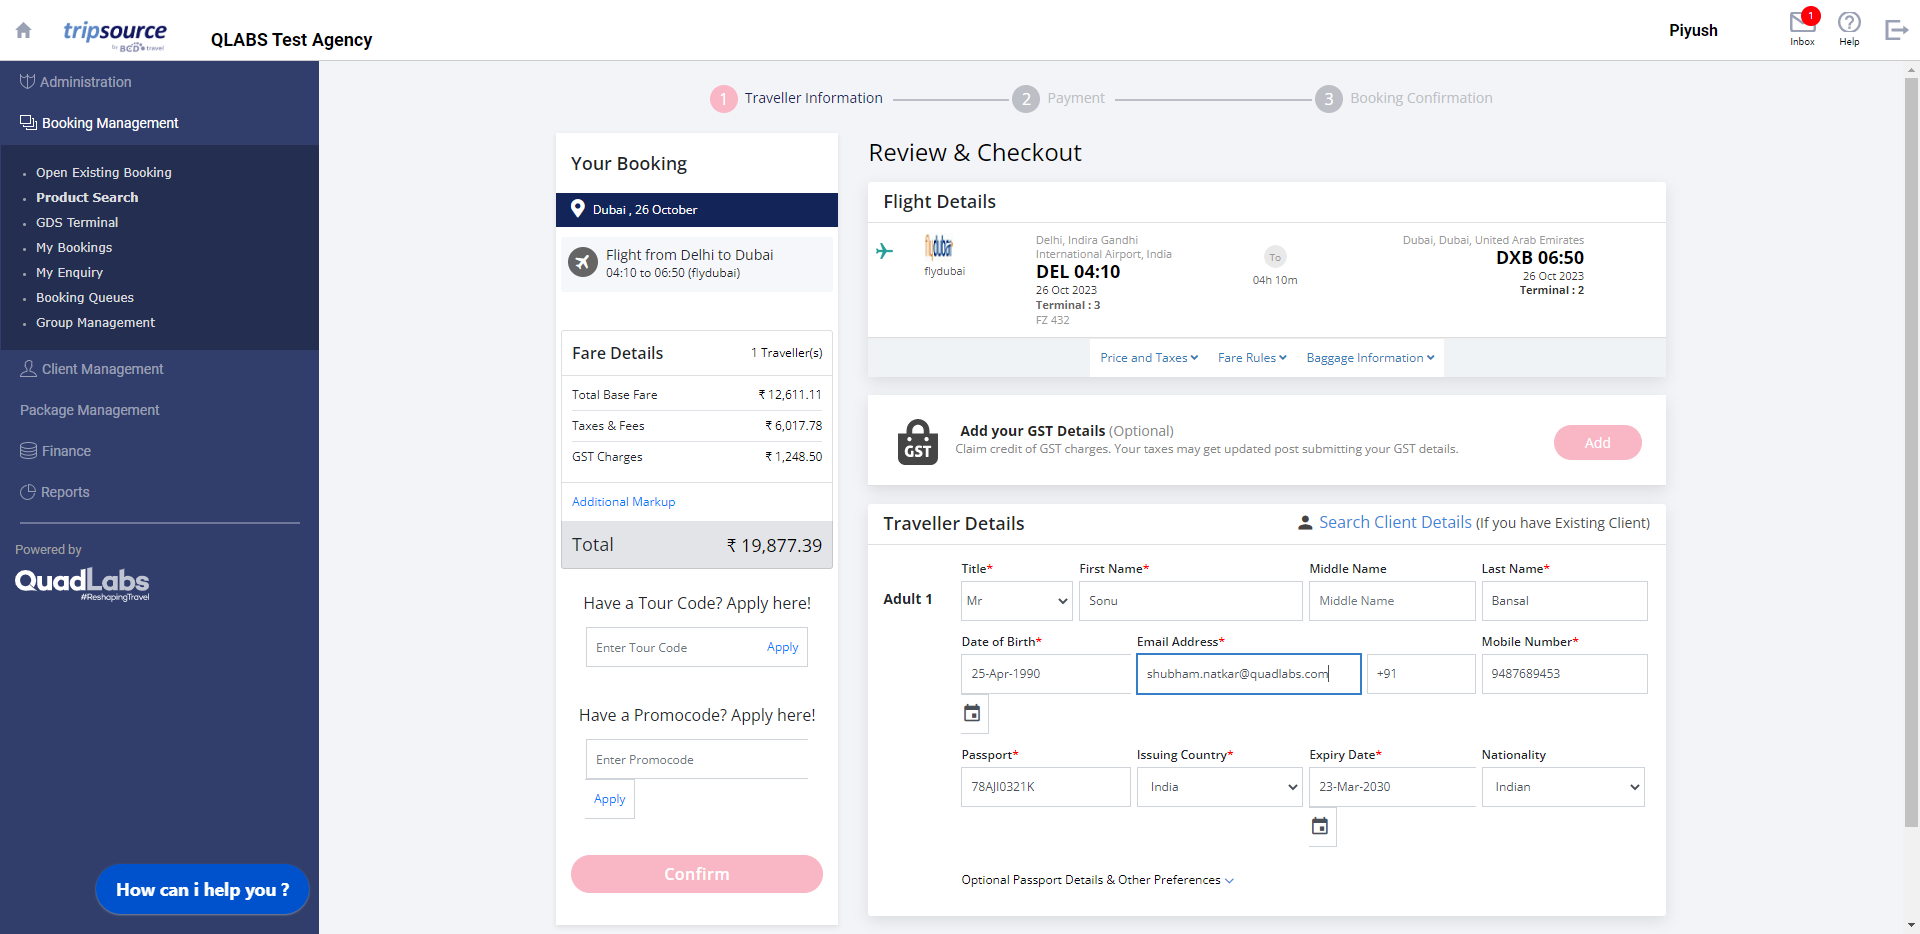 tripsource
by BCD travel
QLABS Test Agency
Piyush
1
Inbox
Help
Administration
Booking Management
Open Existing Booking
Product Search
GDS Terminal
My Bookings
My Enquiry
Booking Queues
Group Management
Client Management
Package Management
Finance
Reports
Powered by
QuadLabs
#ReshapingTravel
How can i help you ?
1 Traveller Information
2 Payment
3 Booking Confirmation
Your Booking
Dubai , 26 October
Flight from Delhi to Dubai
04:10 to 06:50 (flydubai)
Fare Details 1 Traveller(s)
Total Base Fare ₹ 12,611.11
Taxes & Fees ₹ 6,017.78
GST Charges ₹ 1,248.50
Additional Markup
Total ₹ 19,877.39
Have a Tour Code? Apply here!
Enter Tour Code Apply
Have a Promocode? Apply here!
Enter Promocode
Apply
Confirm
Review & Checkout
Flight Details
flydubai
flydubai
Delhi, Indira Gandhi
International Airport, India
DEL 04:10
26 Oct 2023
Terminal : 3
FZ 432
To
04h 10m
Dubai, Dubai, United Arab Emirates
DXB 06:50
26 Oct 2023
Terminal : 2
Price and Taxes Fare Rules Baggage Information
GST
Add your GST Details (Optional)
Claim credit of GST charges. Your taxes may get updated post submitting your GST details.
Add
Traveller Details Search Client Details (If you have Existing Client)
Title* First Name* Middle Name Last Name*
Adult 1 Mr Sonu Middle Name Bansal
Date of Birth* Email Address* Mobile Number*
25-Apr-1990 shubham.natkar@quadlabs.com +91 9487689453
Passport* Issuing Country* Expiry Date* Nationality
78AJI0321K India 23-Mar-2030 Indian
Optional Passport Details & Other Preferences